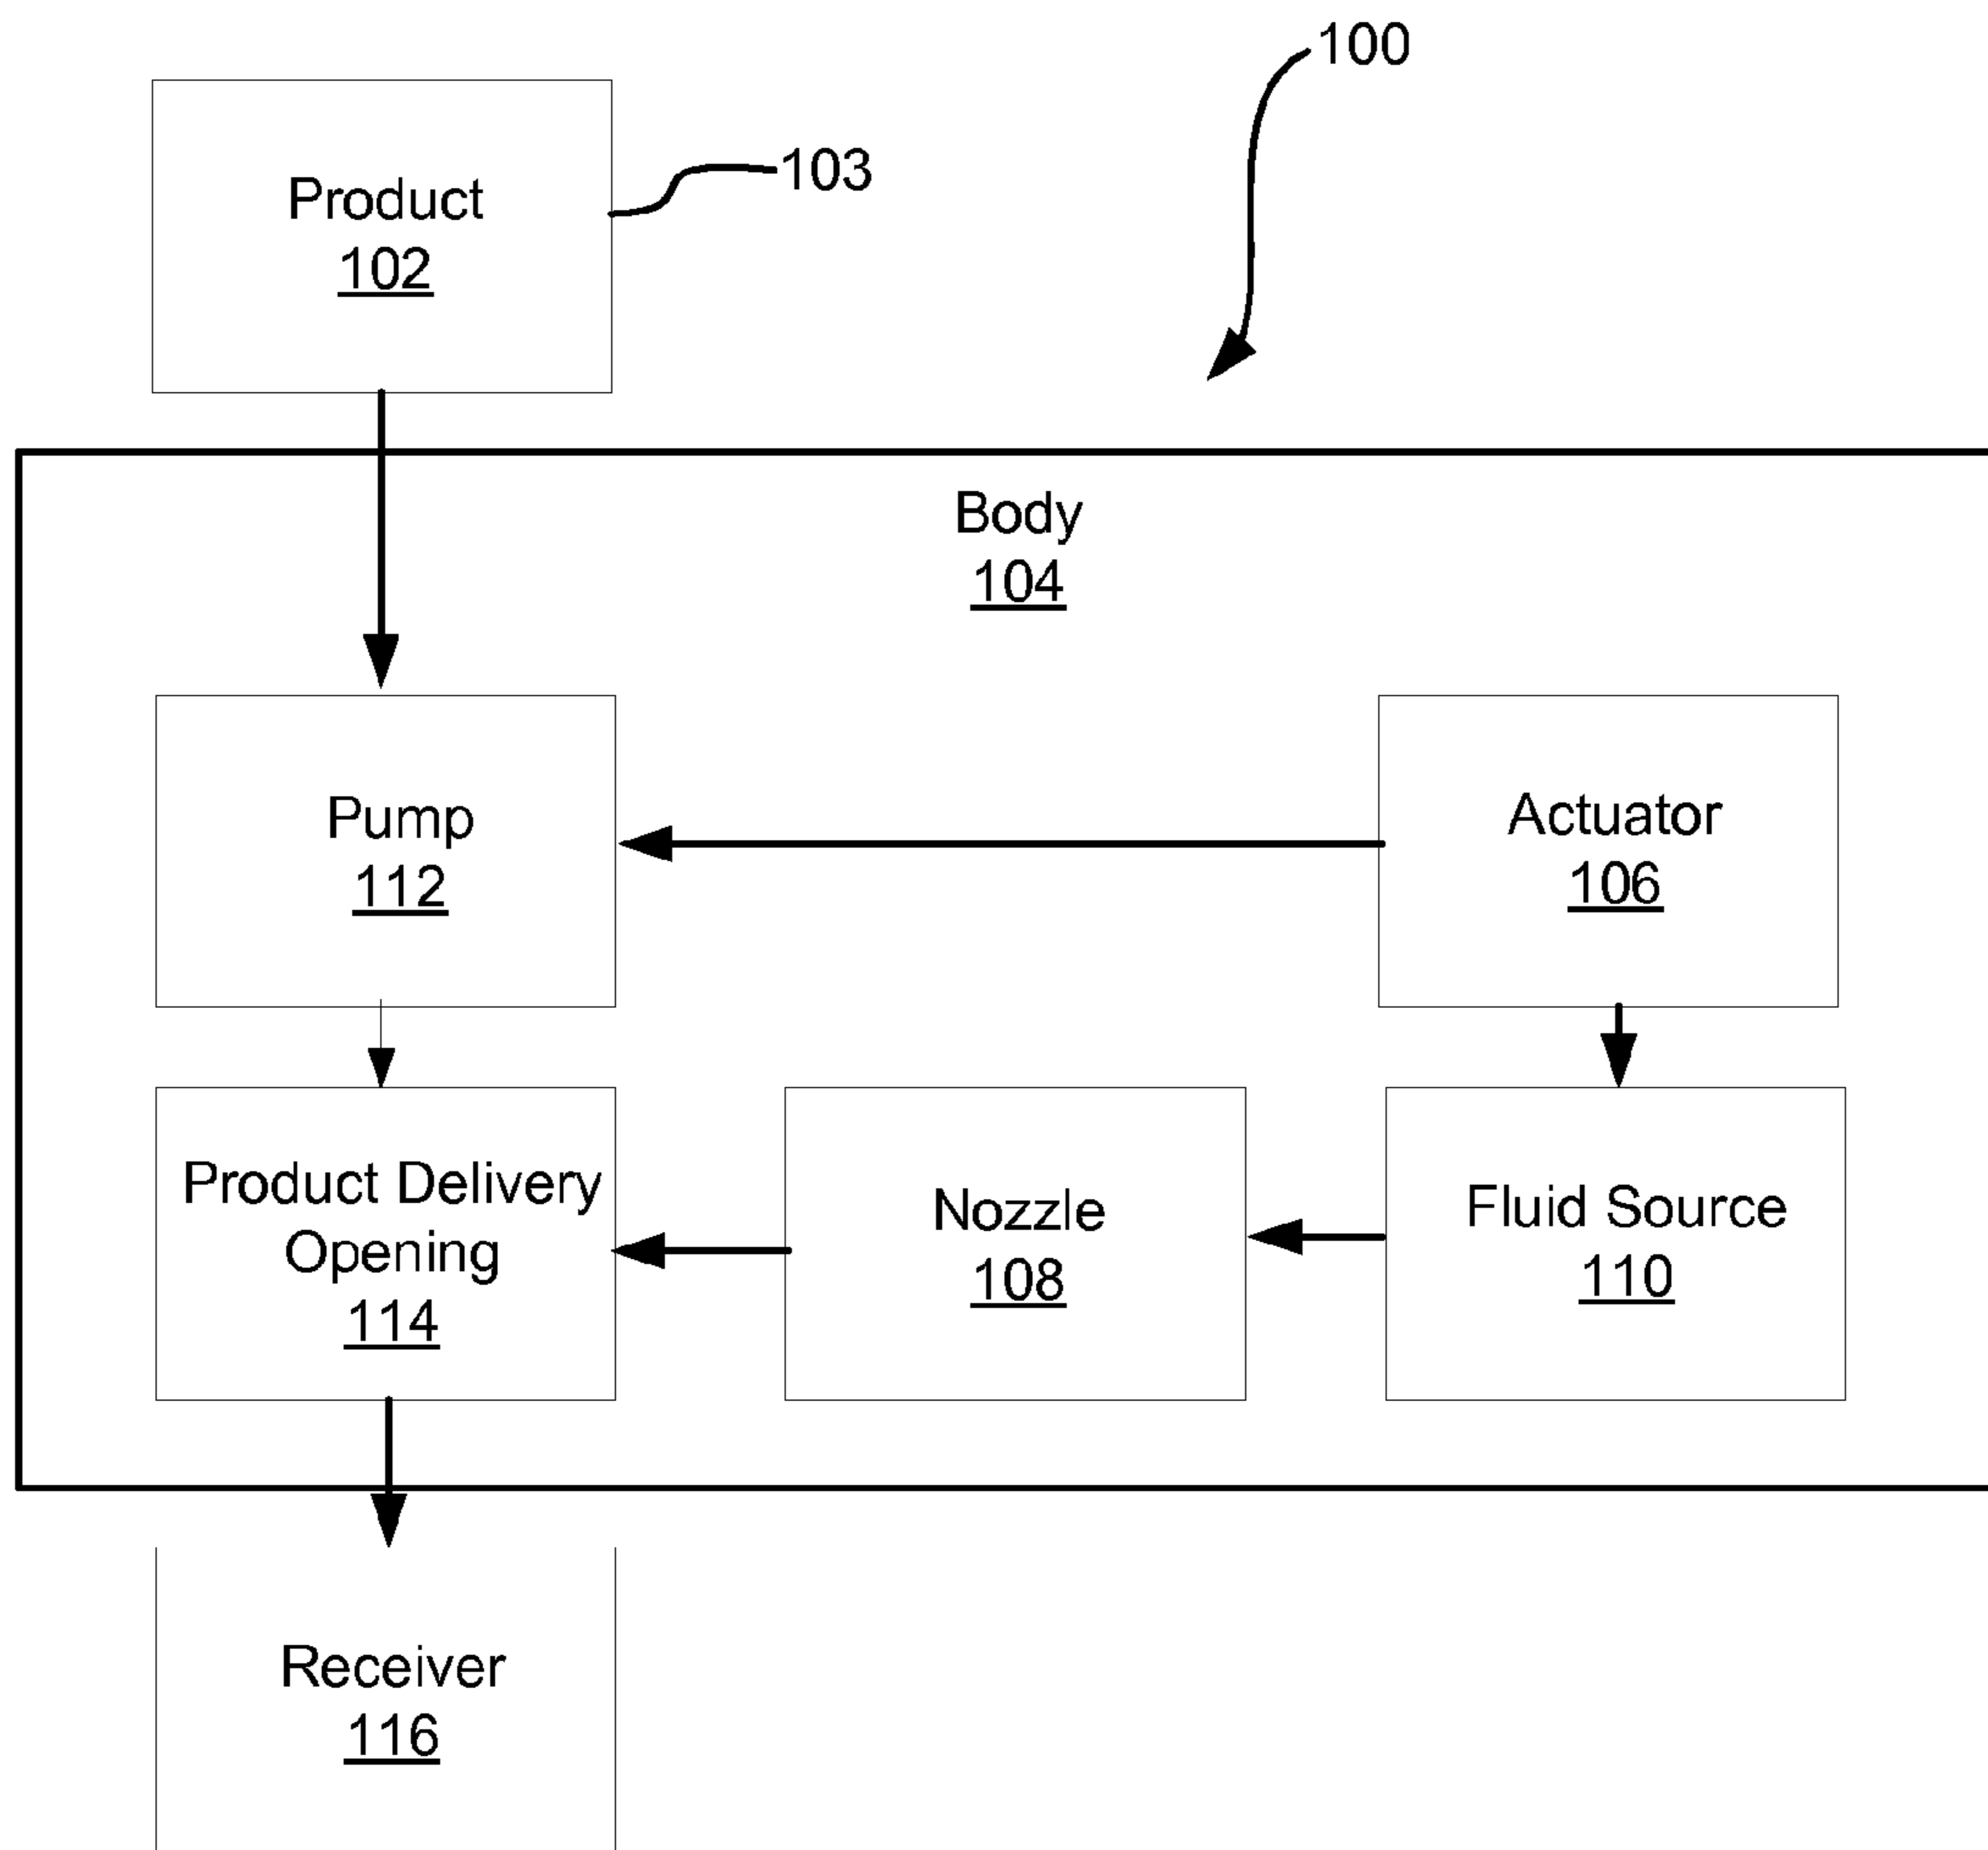 100
103
Product
102
Body
104
Pump
112
Actuator
106
Product Delivery
Opening
114
Nozzle
108
Fluid Source
110
Receiver
116